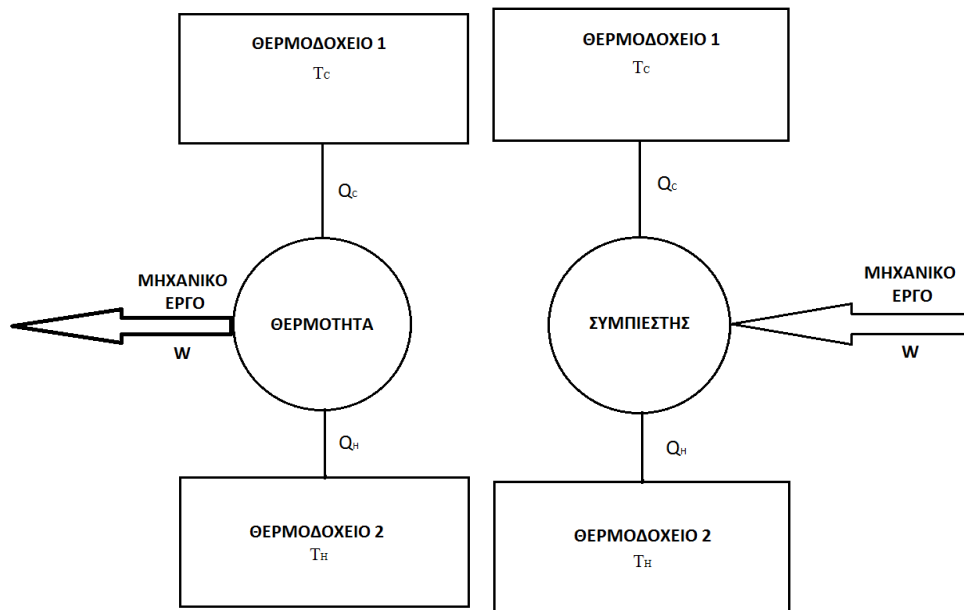 ΘΕΡΜΟΔΟΧΕΙΟ 1
Tc
Qc
ΜΗΧΑΝΙΚΟ
ΕΡΓΟ
W
ΘΕΡΜΟΤΗΤΑ
QH
ΘΕΡΜΟΔΟΧΕΙΟ 2
TH
ΘΕΡΜΟΔΟΧΕΙΟ 1
Tc
Qc
ΣΥΜΠΙΕΣΤΗΣ
ΜΗΧΑΝΙΚΟ
ΕΡΓΟ
W
QH
ΘΕΡΜΟΔΟΧΕΙΟ 2
TH